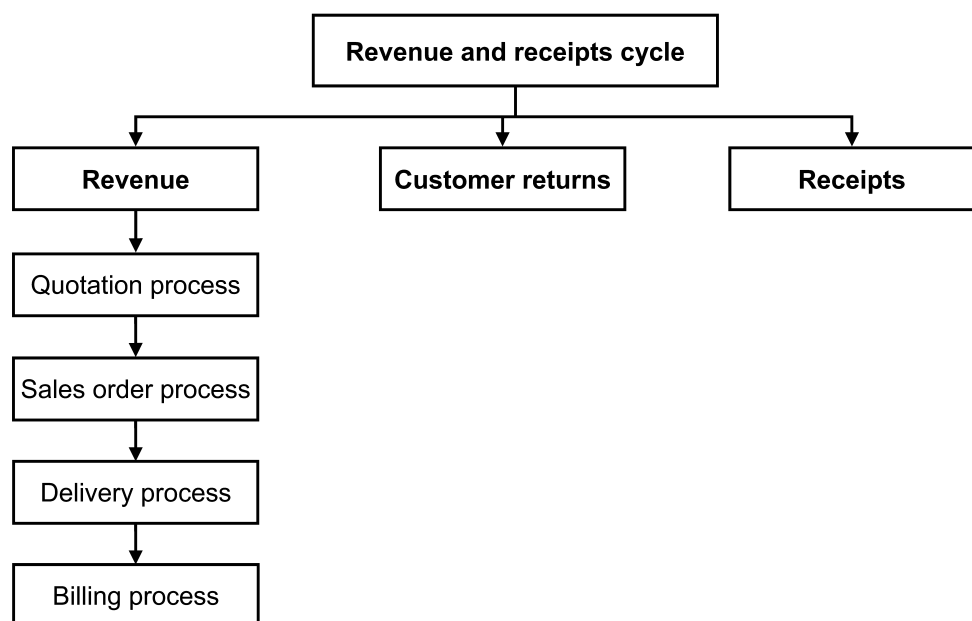 Revenue and receipts cycle
Revenue
Customer returns
Receipts
Quotation process
Sales order process
Delivery process
Billing process